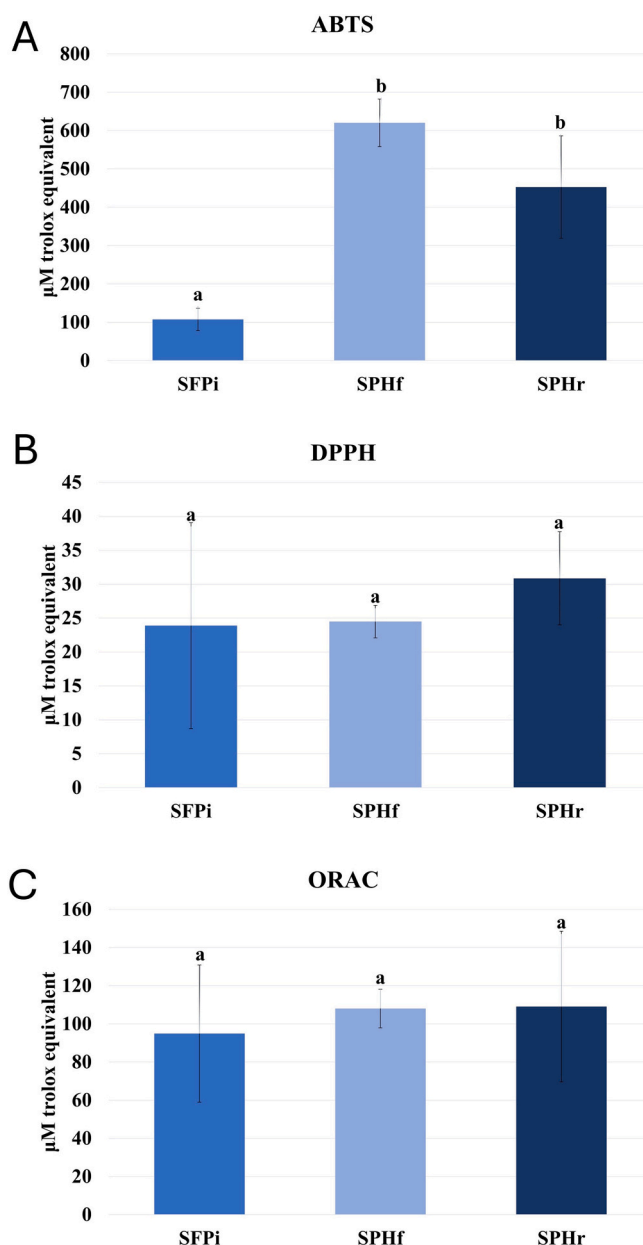 A
ABTS
µM trolox equivalent
800
700
600
500
400
300
200
100
0
a
b
b
SFPi
SPHf
SPHr
B
DPPH
µM trolox equivalent
45
40
35
30
25
20
15
10
5
0
a
a
a
SFPi
SPHf
SPHr
C
ORAC
µM trolox equivalent
160
140
120
100
80
60
40
20
0
a
a
a
SFPi
SPHf
SPHr